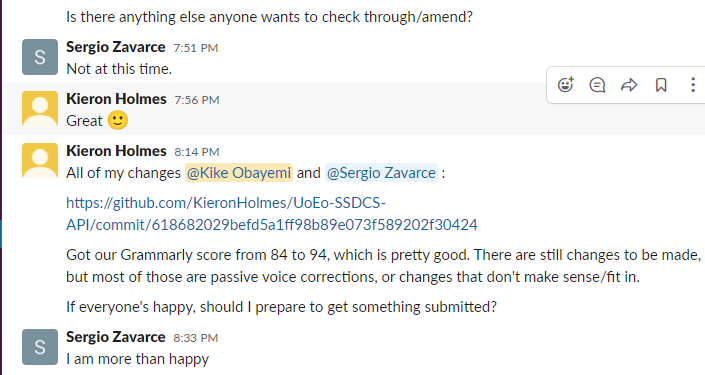 Is there anything else anyone wants to check through/amend?
S
Sergio Zavarce 7:51 PM
Not at this time.
Kieron Holmes 7:56 PM
Great 🙂
Kieron Holmes 8:14 PM
All of my changes @Kike Obayemi and @Sergio Zavarce :
https://github.com/KieronHolmes/UoEo-SSDCS-
API/commit/618682029befd5a1ff98b89e073f589202f30424
Got our Grammarly score from 84 to 94, which is pretty good. There are still changes to be made,
but most of those are passive voice corrections, or changes that don't make sense/fit in.
If everyone's happy, should I prepare to get something submitted?
S
Sergio Zavarce 8:33 PM
I am more than happy